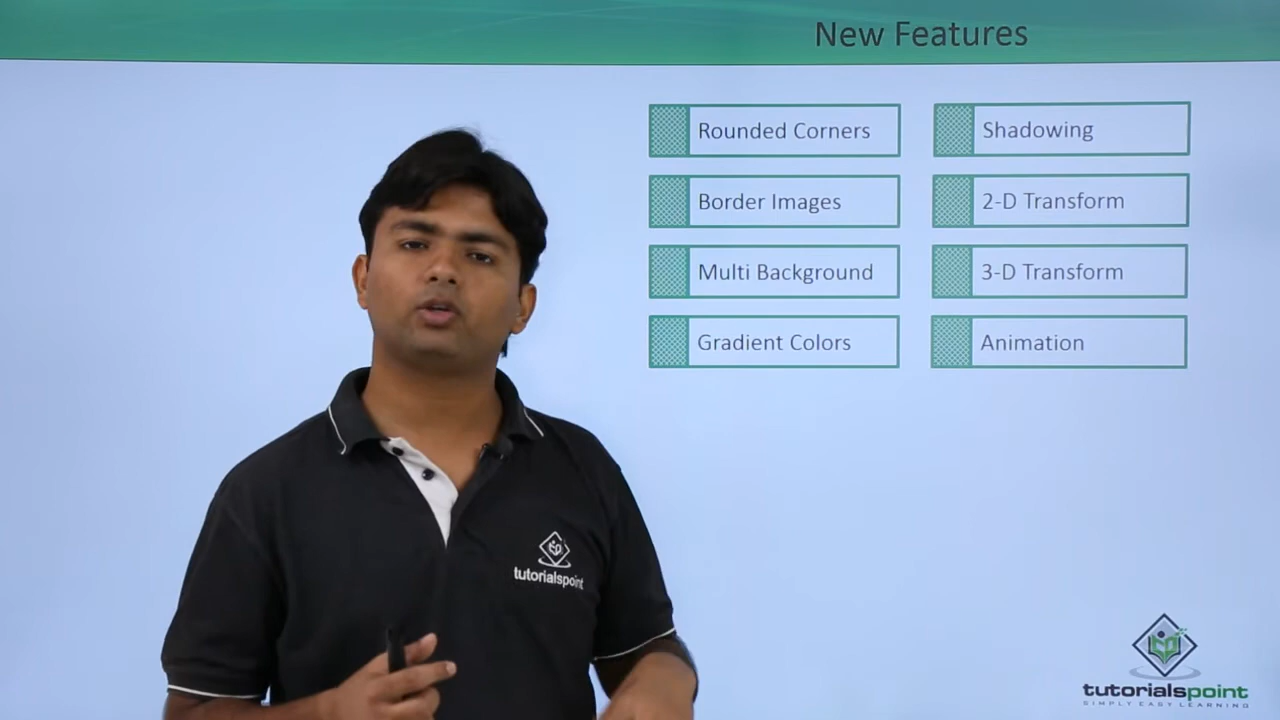 New Features
Rounded Corners
Shadowing
Border Images
2-D Transform
Multi Background
3-D Transform
Gradient Colors
Animation
tutorialspoint
tutorialspoint
SIMPLY EASY LEARNING